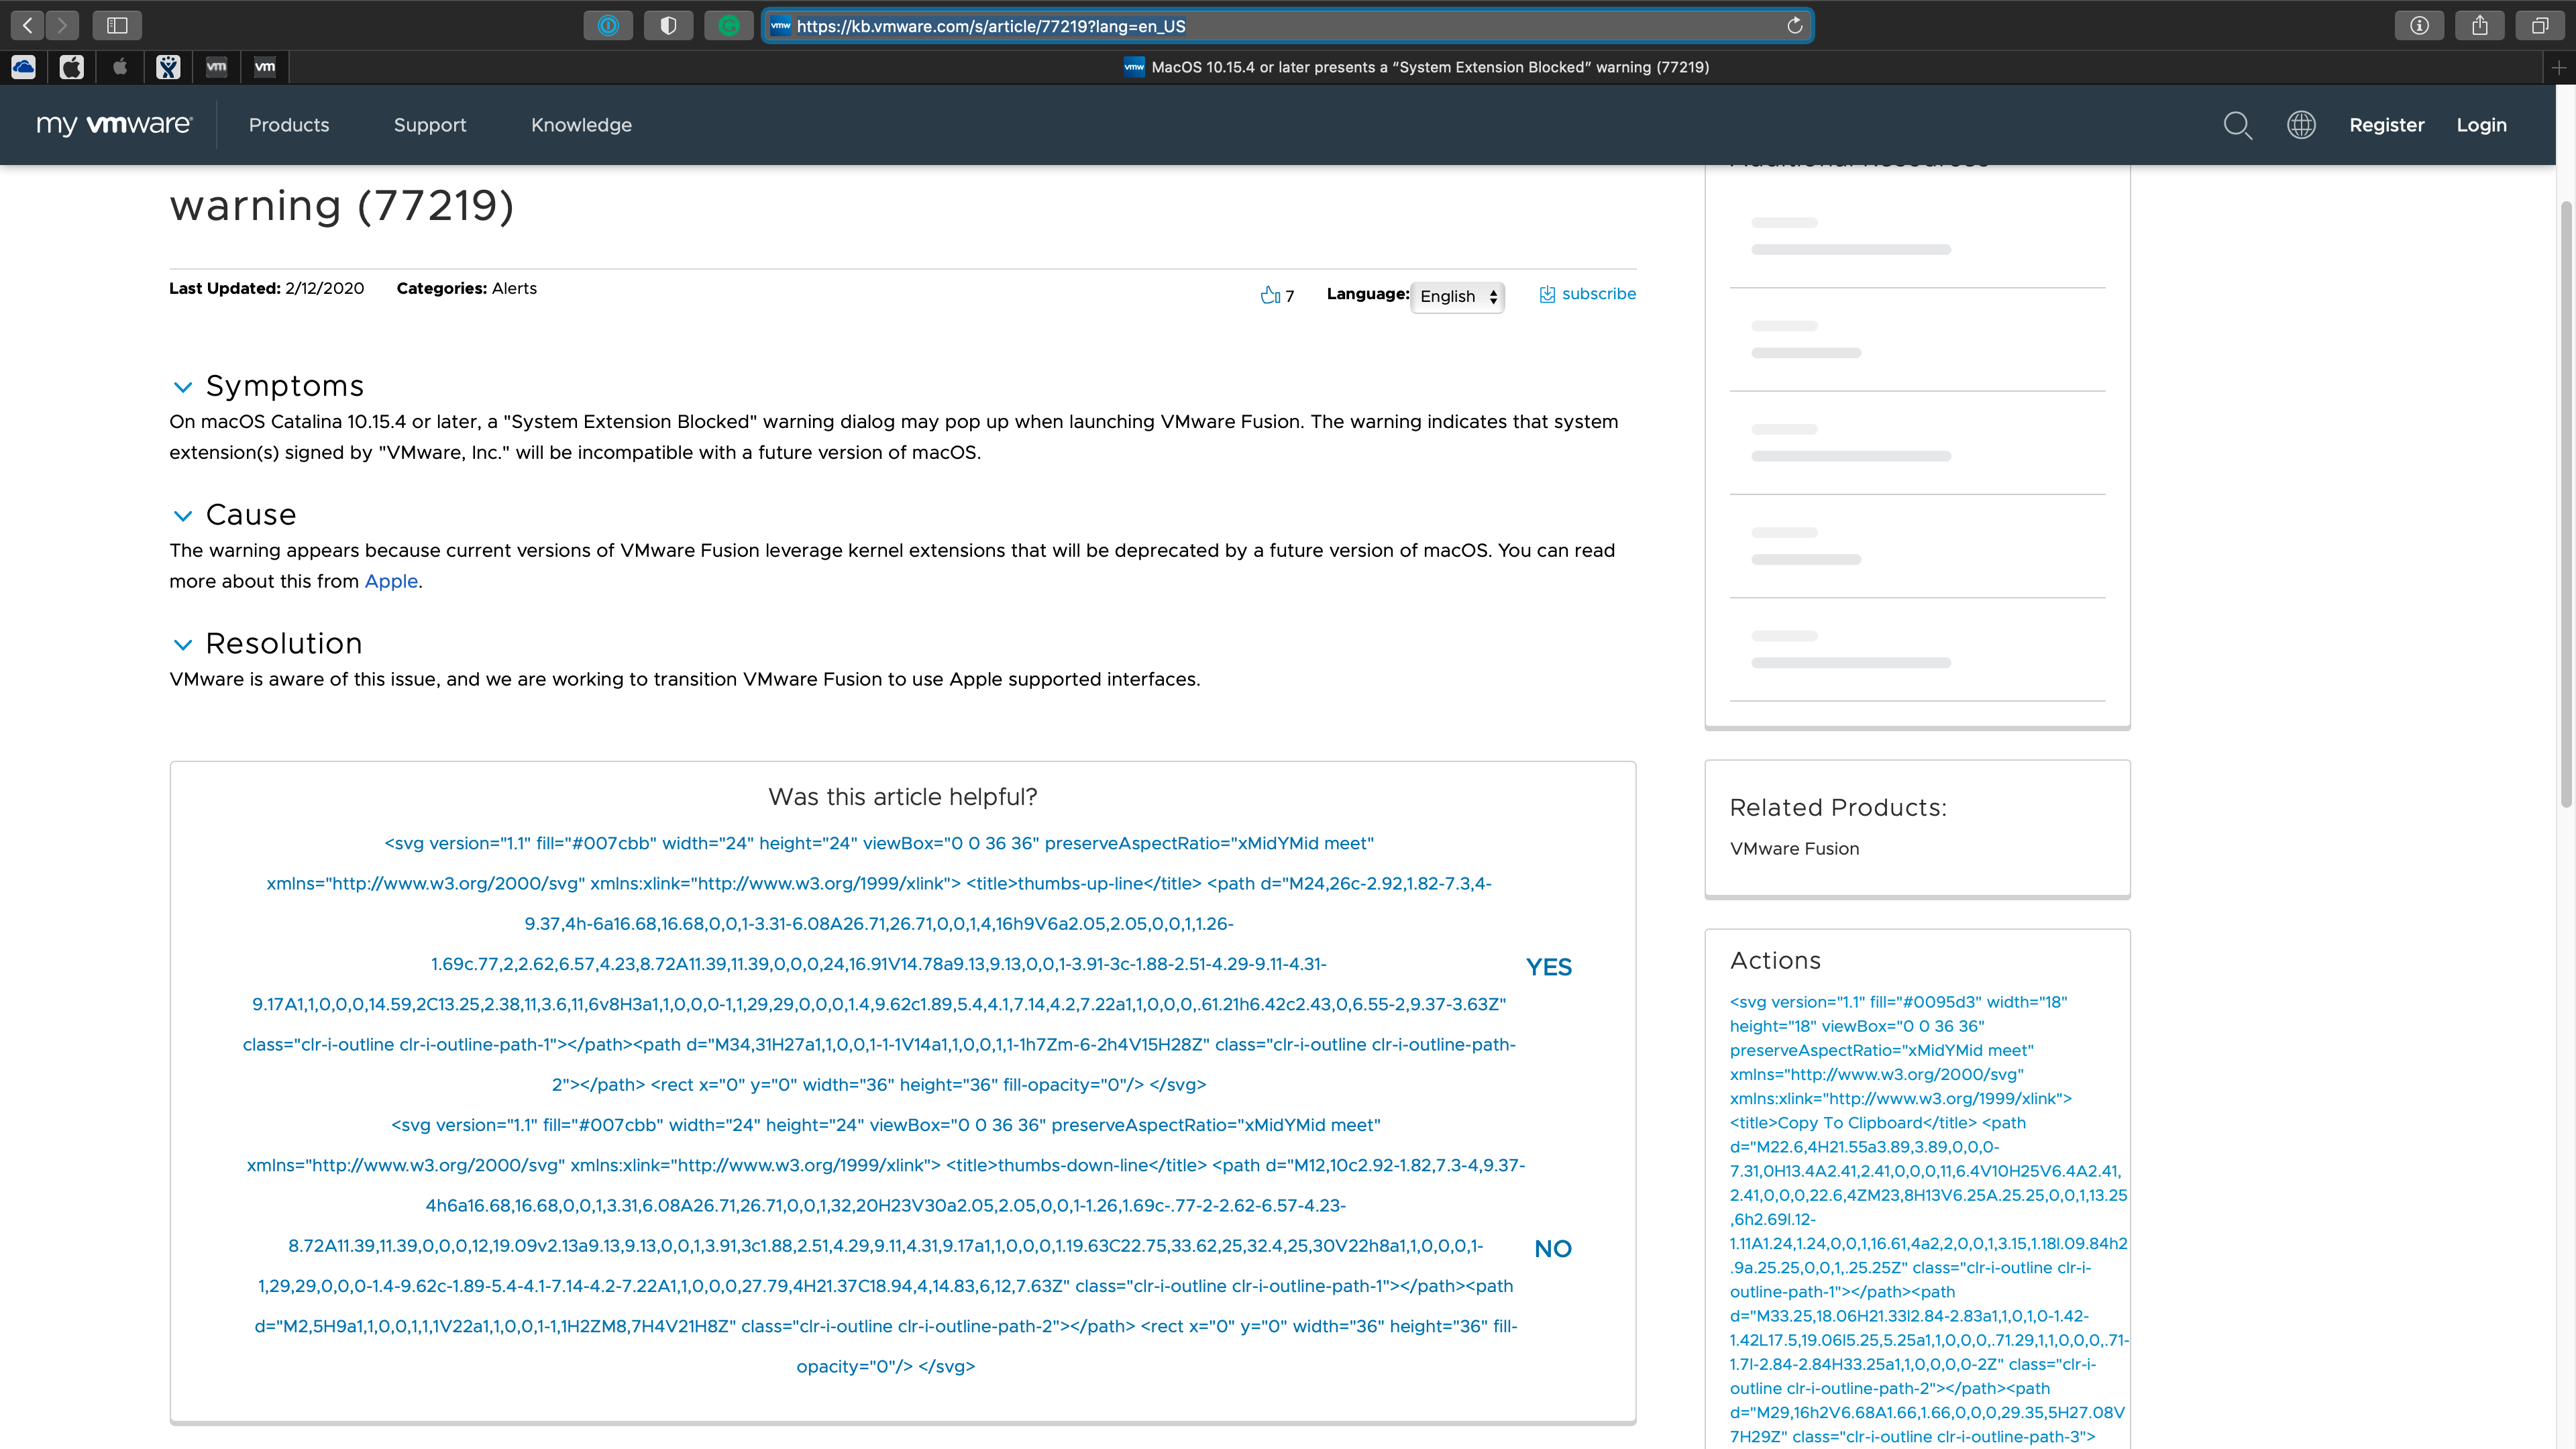 https://kb.vmware.com/s/article/77219?lang=en_US
vm
vm
vmw MacOS 10.15.4 or later presents a “System Extension Blocked” warning (77219)
my vmware
Products
Support
Knowledge
Register
Login
warning (77219)
Last Updated: 2/12/2020 Categories: Alerts
7
Language: English
subscribe
Symptoms
On macOS Catalina 10.15.4 or later, a "System Extension Blocked" warning dialog may pop up when launching VMware Fusion. The warning indicates that system
extension(s) signed by "VMware, Inc." will be incompatible with a future version of macOS.
Cause
The warning appears because current versions of VMware Fusion leverage kernel extensions that will be deprecated by a future version of macOS. You can read
more about this from Apple.
Resolution
VMware is aware of this issue, and we are working to transition VMware Fusion to use Apple supported interfaces.
Was this article helpful?
<svg version="1.1" fill="#007cbb" width="24" height="24" viewBox="0 0 36 36" preserveAspectRatio="xMidYMid meet"
xmlns="http://www.w3.org/2000/svg" xmlns:xlink="http://www.w3.org/1999/xlink"> <title>thumbs-up-line</title> <path d="M24,26c-2.92,1.82-7.3,4-
9.37,4h-6a16.68,16.68,0,0,1-3.31-6.08A26.71,26.71,0,0,1,4,16h9V6a2.05,2.05,0,0,1,1.26-
1.69c.77,2,2.62,6.57,4.23,8.72A11.39,11.39,0,0,0,24,16.91V14.78a9.13,9.13,0,0,1-3.91-3c-1.88-2.51-4.29-9.11-4.31-
9.17A1,1,0,0,0,14.59,2C13.25,2.38,11,3.6,11,6v8H3a1,1,0,0,0-1,1,29,29,0,0,0,1.4,9.62c1.89,5.4,4.1,7.14,4.2,7.22a1,1,0,0,0,.61.21h6.42c2.43,0,6.55-2,9.37-3.63Z"
class="clr-i-outline clr-i-outline-path-1"></path><path d="M34,31H27a1,1,0,0,1-1-1V14a1,1,0,0,1,1-1h7Zm-6-2h4V15H28Z" class="clr-i-outline clr-i-outline-path-
2"></path> <rect x="0" y="0" width="36" height="36" fill-opacity="0"/> </svg>
YES
<svg version="1.1" fill="#007cbb" width="24" height="24" viewBox="0 0 36 36" preserveAspectRatio="xMidYMid meet"
xmlns="http://www.w3.org/2000/svg" xmlns:xlink="http://www.w3.org/1999/xlink"> <title>thumbs-down-line</title> <path d="M12,10c2.92-1.82,7.3-4,9.37-
4h6a16.68,16.68,0,0,1,3.31,6.08A26.71,26.71,0,0,1,32,20H23V30a2.05,2.05,0,0,1-1.26,1.69c-.77-2-2.62-6.57-4.23-
8.72A11.39,11.39,0,0,0,12,19.09v2.13a9.13,9.13,0,0,1,3.91,3c1.88,2.51,4.29,9.11,4.31,9.17a1,1,0,0,0,1.19.63C22.75,33.62,25,32.4,25,30V22h8a1,1,0,0,0,1-
1,29,29,0,0,0-1.4-9.62c-1.89-5.4-4.1-7.14-4.2-7.22A1,1,0,0,0,27.79,4H21.37C18.94,4,14.83,6,12,7.63Z" class="clr-i-outline clr-i-outline-path-1"></path><path
d="M2,5H9a1,1,0,0,1,1,1V22a1,1,0,0,1-1,1H2ZM8,7H4V21H8Z" class="clr-i-outline clr-i-outline-path-2"></path> <rect x="0" y="0" width="36" height="36" fill-
opacity="0"/> </svg>
NO
Related Products:
VMware Fusion
Actions
<svg version="1.1" fill="#0095d3" width="18"
height="18" viewBox="0 0 36 36"
preserveAspectRatio="xMidYMid meet"
xmlns="http://www.w3.org/2000/svg"
xmlns:xlink="http://www.w3.org/1999/xlink">
<title>Copy To Clipboard</title> <path
d="M22.6,4H21.55a3.89,3.89,0,0,0-
7.31,0H13.4A2.41,2.41,0,0,0,11,6.4V10H25V6.4A2.41,
2.41,0,0,0,22.6,4ZM23,8H13V6.25A.25.25,0,0,1,13.25
,6h2.69l.12-
1.11A1.24,1.24,0,0,1,16.61,4a2,2,0,0,1,3.15,1.18l.09.84h2
.9a.25.25,0,0,1,.25.25Z" class="clr-i-outline clr-i-
outline-path-1"></path><path
d="M33.25,18.06H21.33l2.84-2.83a1,1,0,1,0-1.42-
1.42L17.5,19.06l5.25,5.25a1,1,0,0,0,.71.29,1,1,0,0,0,.71-
1.7l-2.84-2.84H33.25a1,1,0,0,0,0-2Z" class="clr-i-
outline clr-i-outline-path-2"></path><path
d="M29,16h2V6.68A1.66,1.66,0,0,0,29.35,5H27.08V
7H29Z" class="clr-i-outline clr-i-outline-path-3">